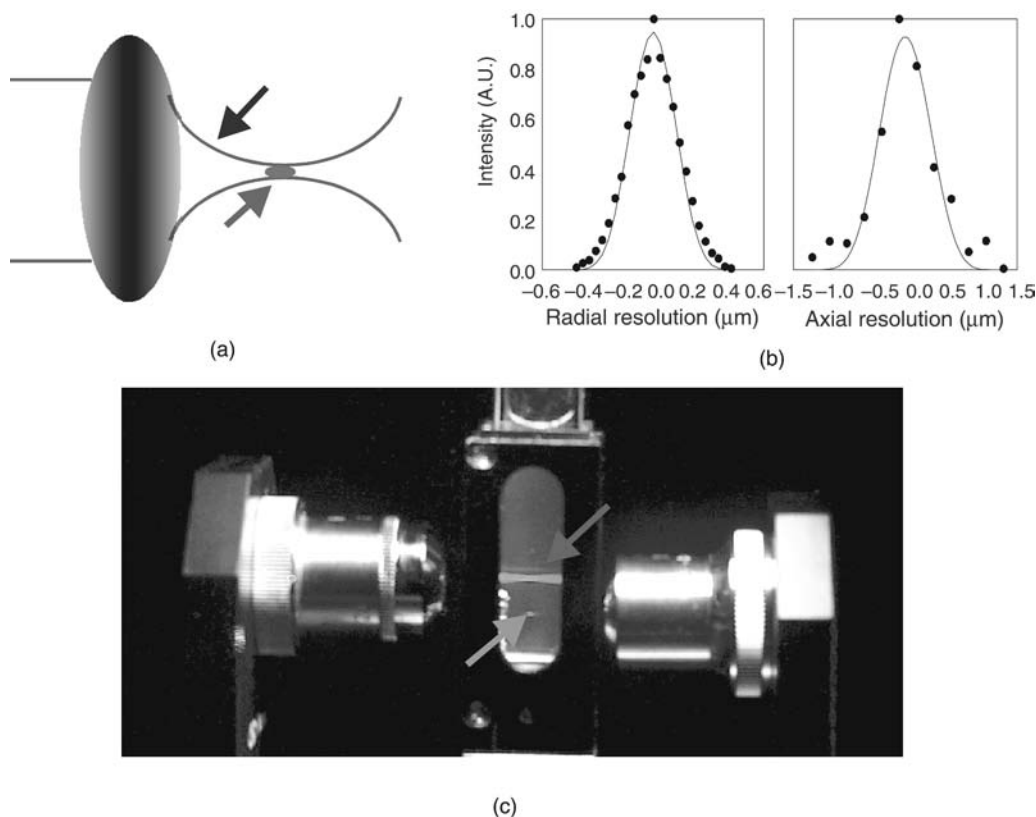 (a)
Intensity (A.U.)
1.0
0.8
0.6
0.4
0.2
0.0
−0.6 −0.4 −0.2 0.0 0.2 0.4 0.6
Radial resolution (μm)
−1.5 −1.0 −0.5 0.0 0.5 1.0 1.5
Axial resolution (μm)
(b)
(c)